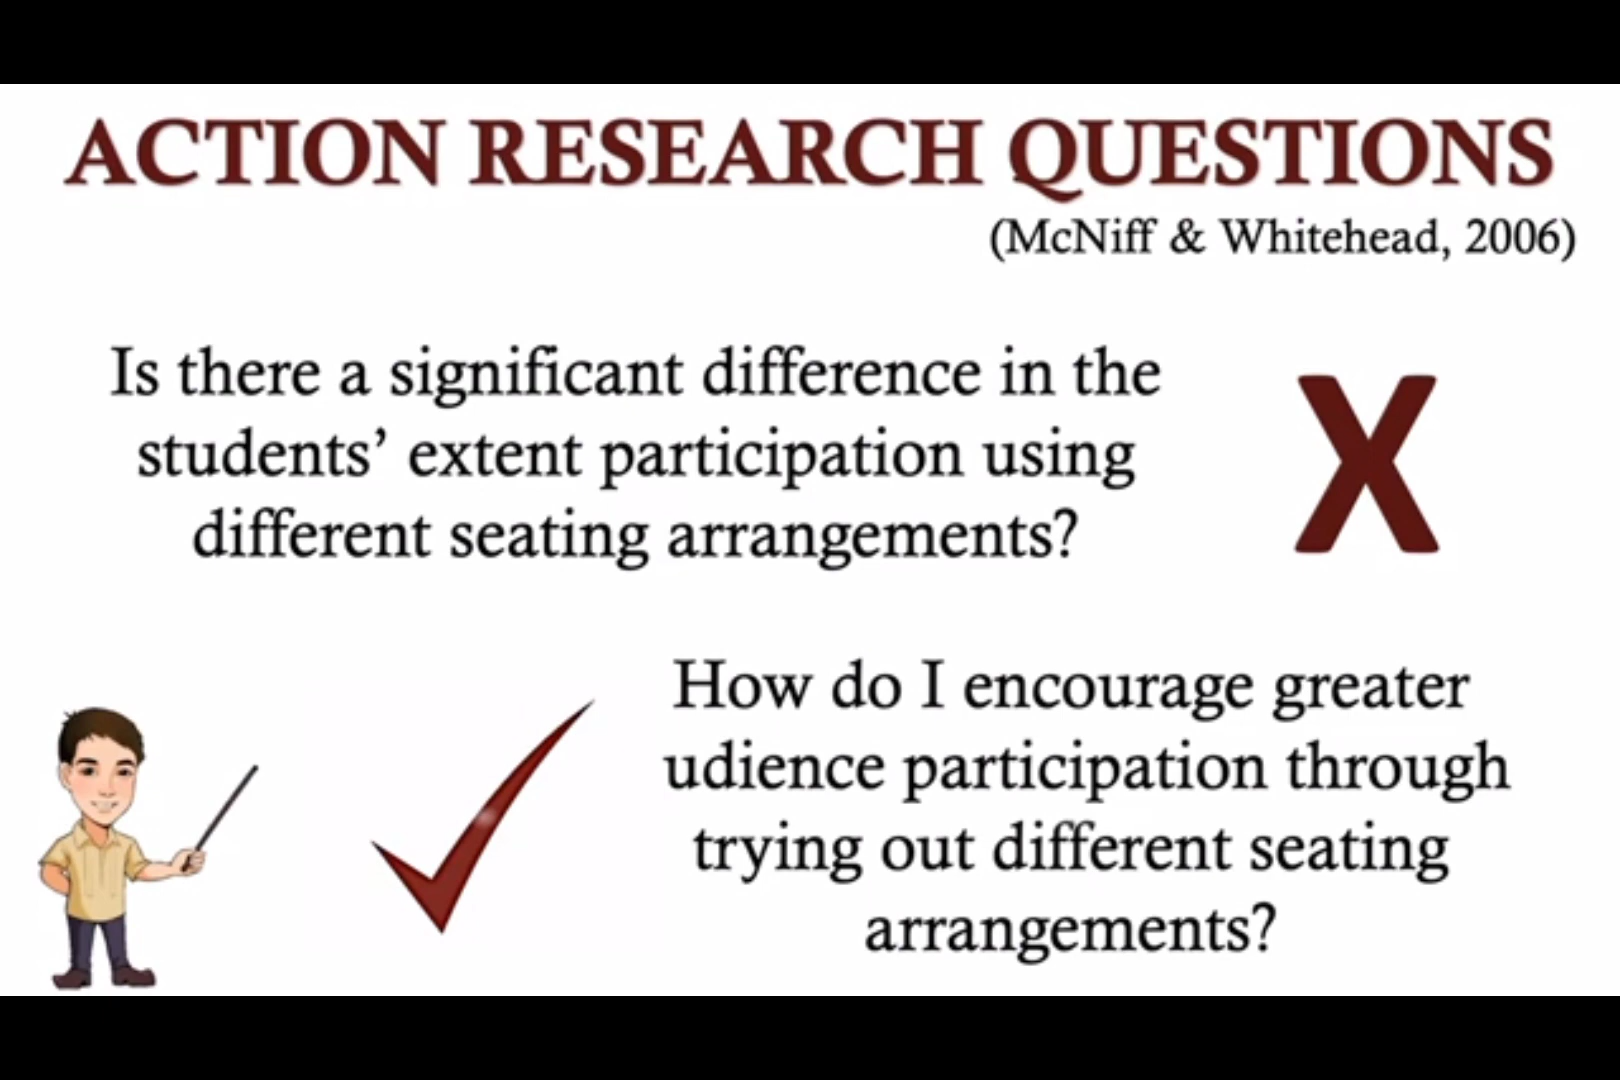 ACTION RESEARCH QUESTIONS
(McNiff & Whitehead, 2006)
Is there a significant difference in the
students’ extent participation using
different seating arrangements?
X
How do I encourage greater
udience participation through
trying out different seating
arrangements?